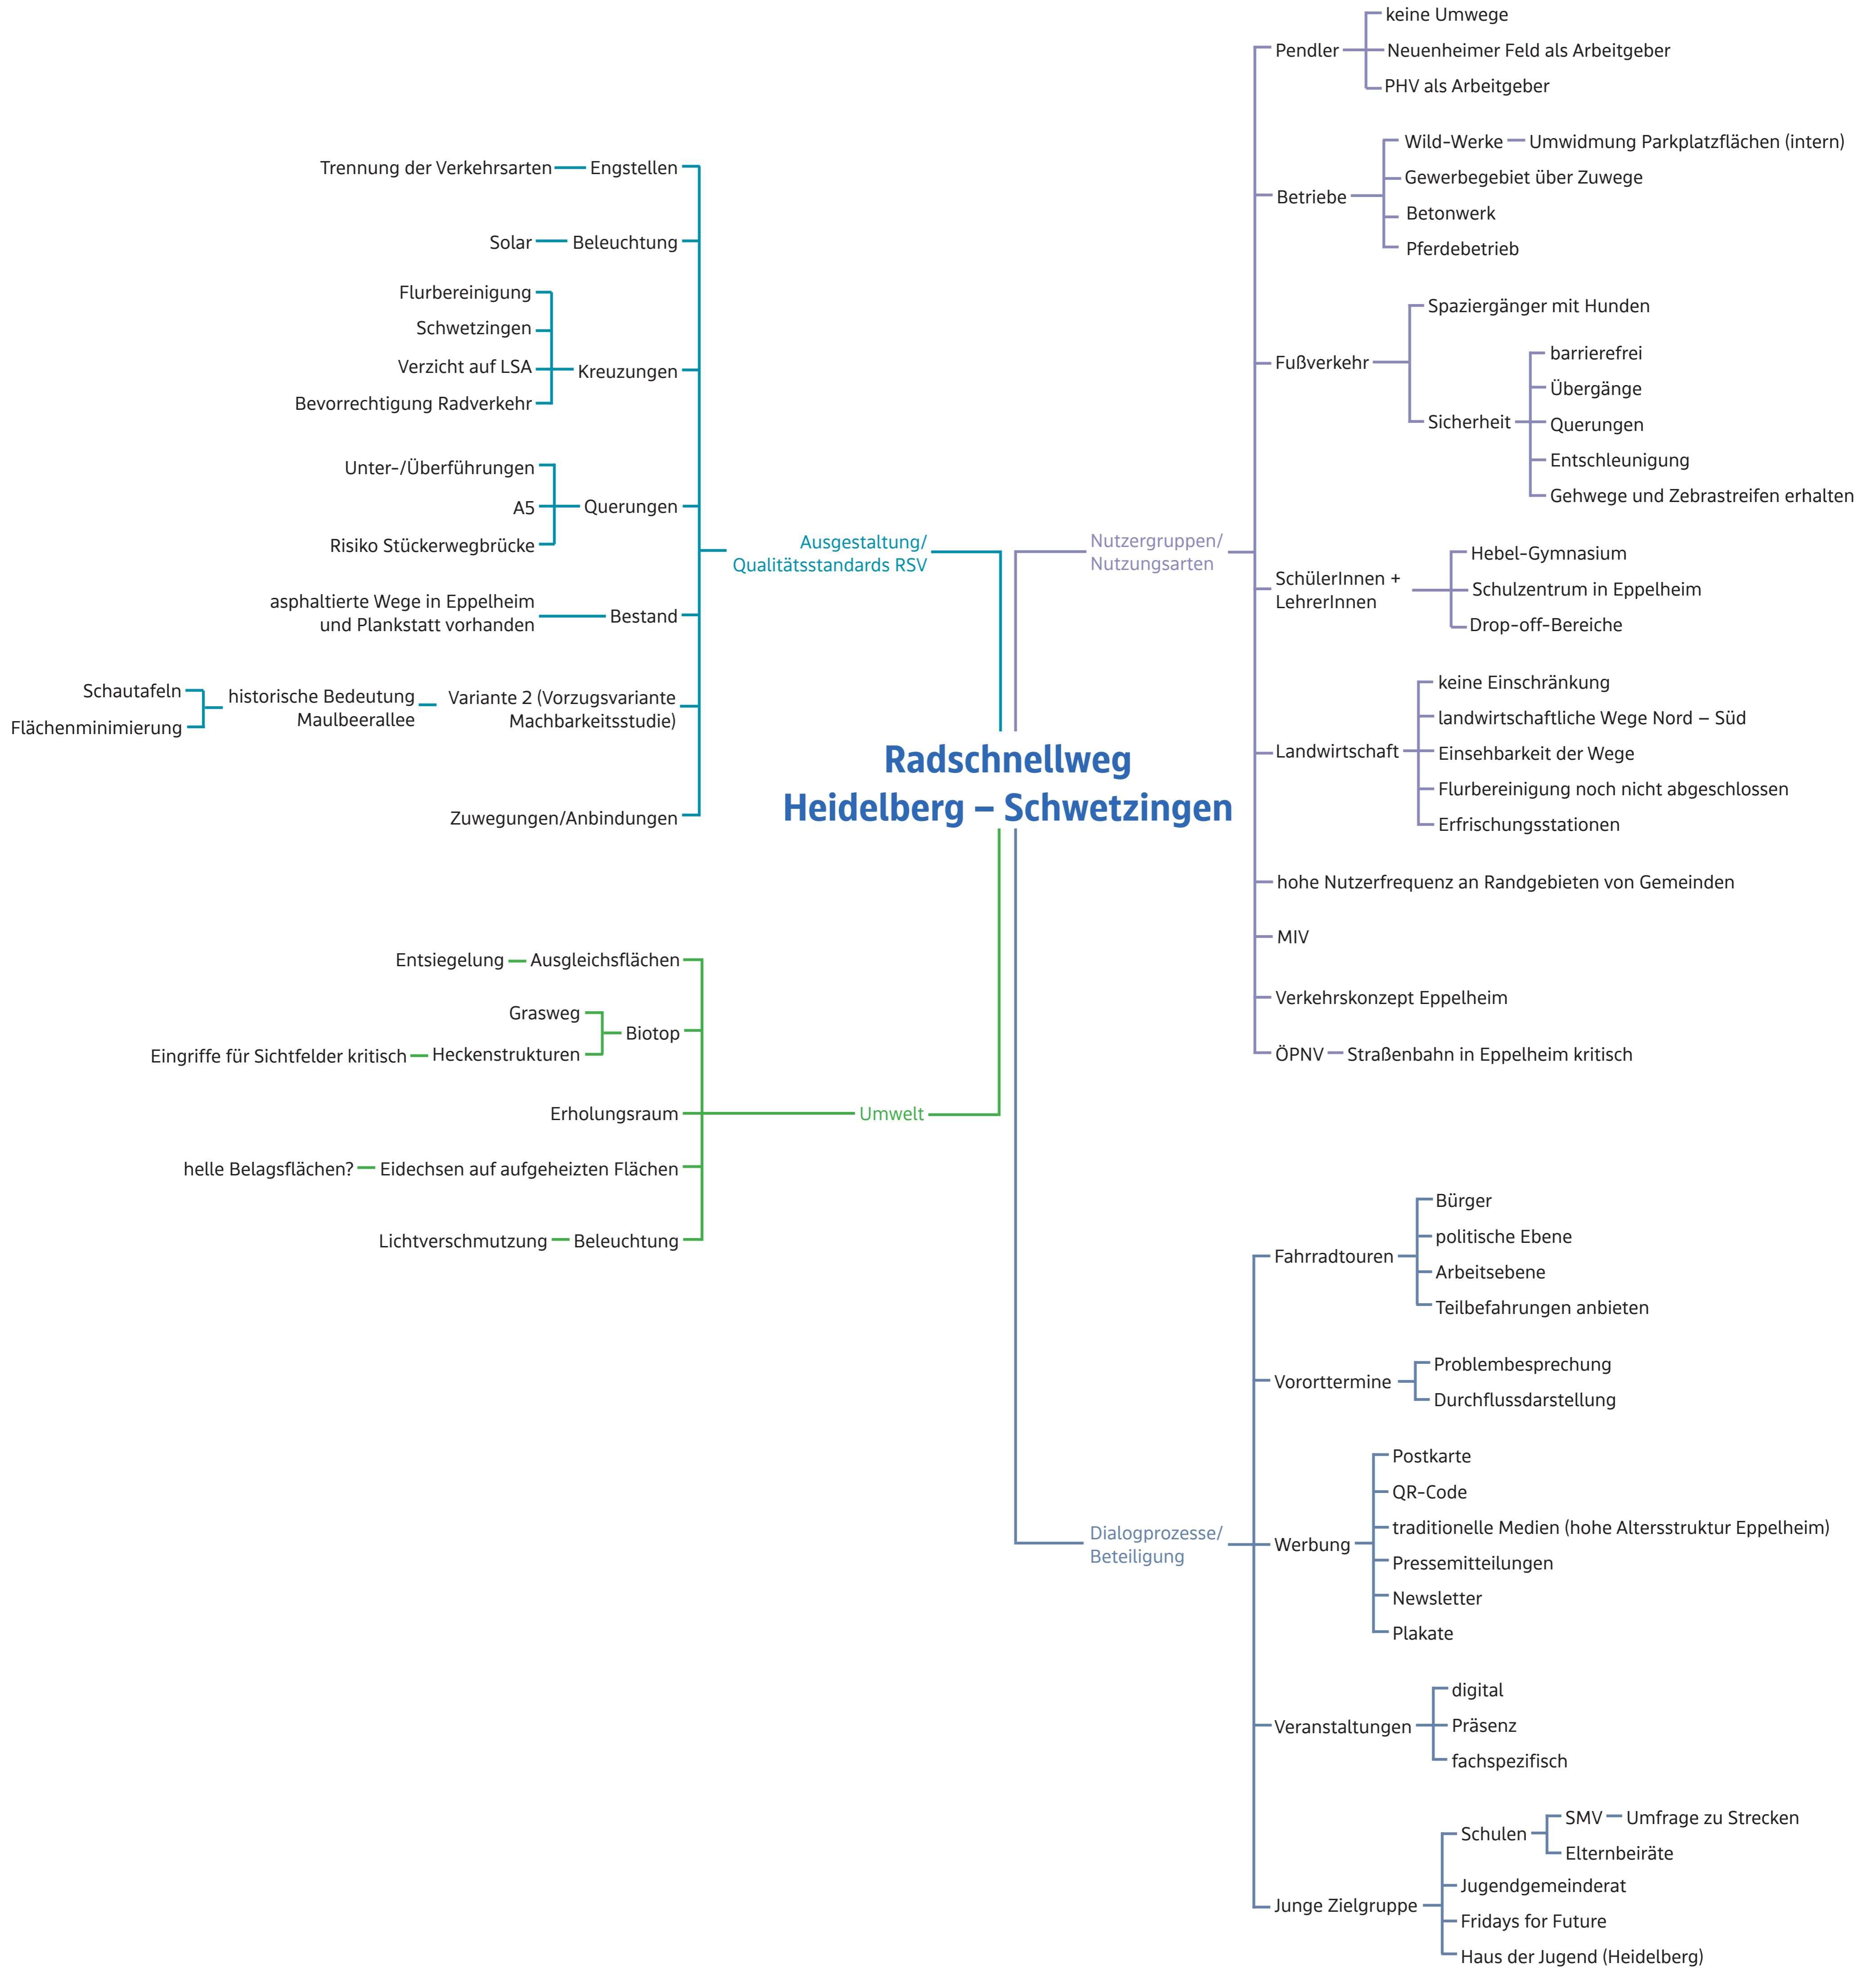 Radschnellweg
Heidelberg – Schwetzingen
Ausgestaltung/
Qualitätsstandards RSV
Engstellen
Trennung der Verkehrsarten
Beleuchtung
Solar
Kreuzungen
Flurbereinigung
Schwetzingen
Verzicht auf LSA
Bevorrechtigung Radverkehr
Querungen
Unter-/Überführungen
A5
Risiko Stückerwegbrücke
Bestand
asphaltierte Wege in Eppelheim
und Plankstatt vorhanden
Variante 2 (Vorzugsvariante
Machbarkeitsstudie)
historische Bedeutung
Maulbeerallee
Schautafeln
Flächenminimierung
Zuwegungen/Anbindungen
Umwelt
Ausgleichsflächen
Entsiegelung
Biotop
Grasweg
Heckenstrukturen
Eingriffe für Sichtfelder kritisch
Erholungsraum
Eidechsen auf aufgeheizten Flächen
helle Belagsflächen?
Beleuchtung
Lichtverschmutzung
Nutzergruppen/
Nutzungsarten
Pendler
keine Umwege
Neuenheimer Feld als Arbeitgeber
PHV als Arbeitgeber
Betriebe
Wild-Werke
Umwidmung Parkplatzflächen (intern)
Gewerbegebiet über Zuwege
Betonwerk
Pferdebetrieb
Fußverkehr
Spaziergänger mit Hunden
Sicherheit
barrierefrei
Übergänge
Querungen
Entschleunigung
Gehwege und Zebrastreifen erhalten
SchülerInnen +
LehrerInnen
Hebel-Gymnasium
Schulzentrum in Eppelheim
Drop-off-Bereiche
Landwirtschaft
keine Einschränkung
landwirtschaftliche Wege Nord – Süd
Einsehbarkeit der Wege
Flurbereinigung noch nicht abgeschlossen
Erfrischungsstationen
hohe Nutzerfrequenz an Randgebieten von Gemeinden
MIV
Verkehrskonzept Eppelheim
ÖPNV
Straßenbahn in Eppelheim kritisch
Dialogprozesse/
Beteiligung
Fahrradtouren
Bürger
politische Ebene
Arbeitsebene
Teilbefahrungen anbieten
Vororttermine
Problembesprechung
Durchflussdarstellung
Werbung
Postkarte
QR-Code
traditionelle Medien (hohe Altersstruktur Eppelheim)
Pressemitteilungen
Newsletter
Plakate
Veranstaltungen
digital
Präsenz
fachspezifisch
Junge Zielgruppe
Schulen
SMV
Umfrage zu Strecken
Elternbeiräte
Jugendgemeinderat
Fridays for Future
Haus der Jugend (Heidelberg)